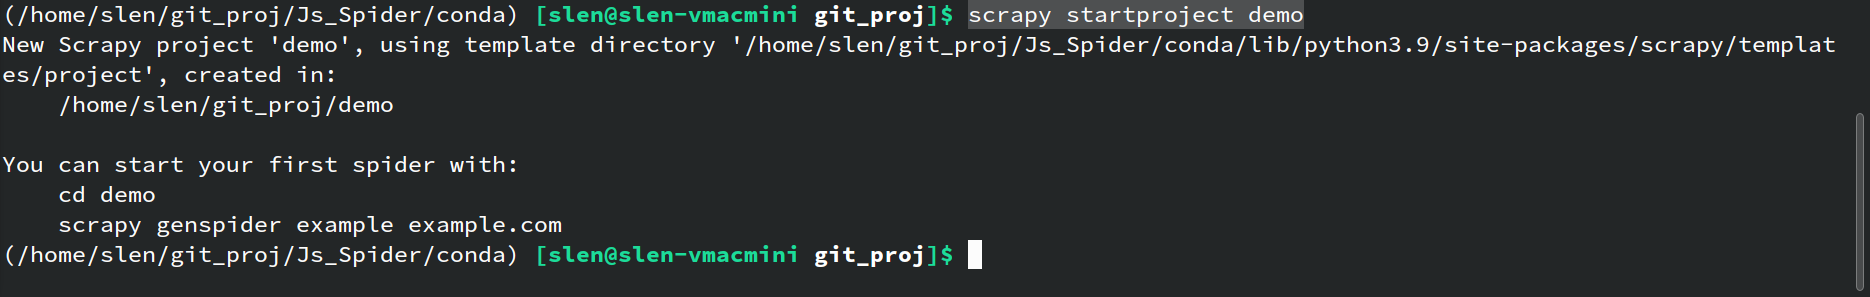 (/home/slen/git_proj/Js_Spider/conda) [slen@slen-vmacmini git_proj]$ scrapy startproject demo
New Scrapy project 'demo', using template directory '/home/slen/git_proj/Js_Spider/conda/lib/python3.9/site-packages/scrapy/templat
es/project', created in:
    /home/slen/git_proj/demo

You can start your first spider with:
    cd demo
    scrapy genspider example example.com
(/home/slen/git_proj/Js_Spider/conda) [slen@slen-vmacmini git_proj]$